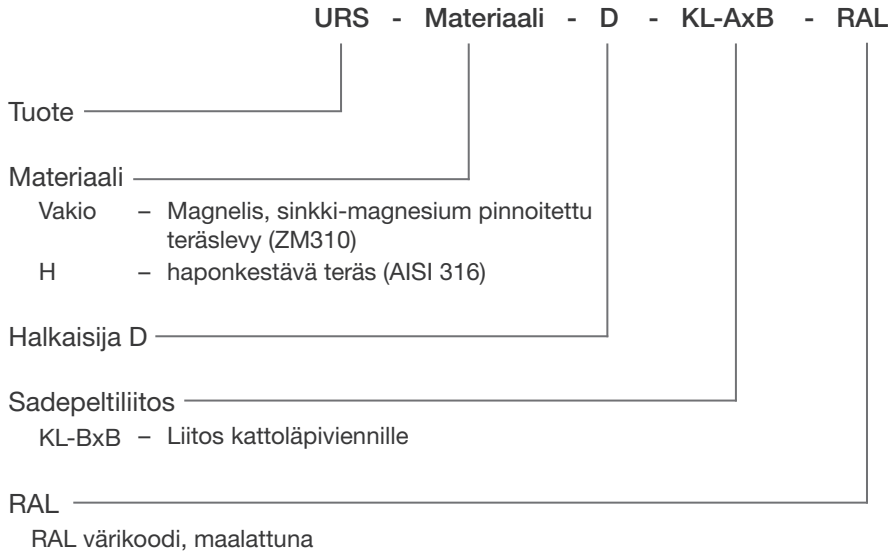 URS - Materiaali - D - KL-AxB - RAL
Tuote
Materiaali
Vakio – Magnelis, sinkki-magnesium pinnoitettu
teräslevy (ZM310)
H – haponkestävä teräs (AISI 316)
Halkaisija D
Sadepeltiliitos
KL-BxB – Liitos kattoläpiviennille
RAL
RAL värikoodi, maalattuna